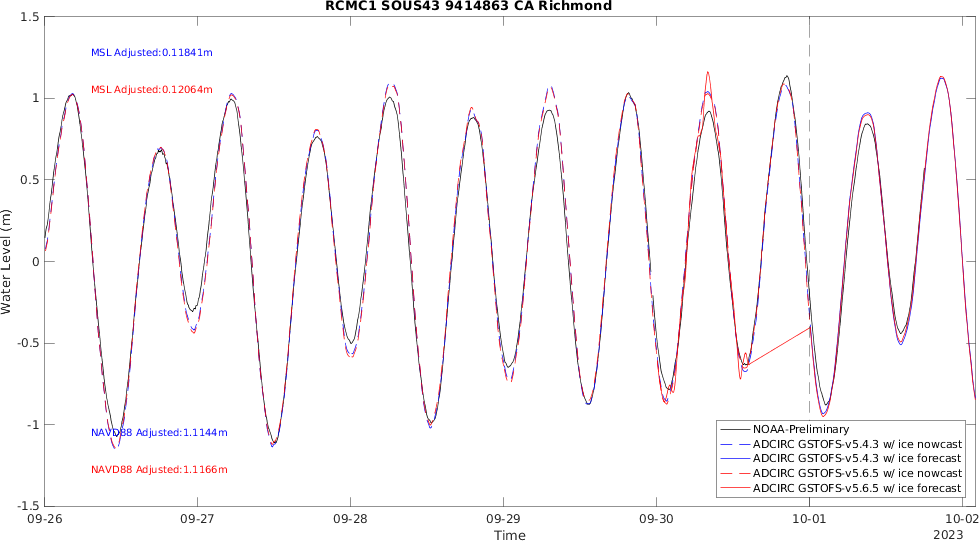 RCMC1 SOUS43 9414863 CA Richmond
1.5
MSL Adjusted:0.11841m
MSL Adjusted:0.12064m
1
0.5
0
-0.5
-1
-1.5
Water Level (m)
NAVD88 Adjusted:1.1144m
NAVD88 Adjusted:1.1166m
NOAA-Preliminary
ADCIRC GSTOFS-v5.4.3 w/ ice nowcast
ADCIRC GSTOFS-v5.4.3 w/ ice forecast
ADCIRC GSTOFS-v5.6.5 w/ ice nowcast
ADCIRC GSTOFS-v5.6.5 w/ ice forecast
09-26 09-27 09-28 09-29 09-30 10-01 10-02
Time
2023